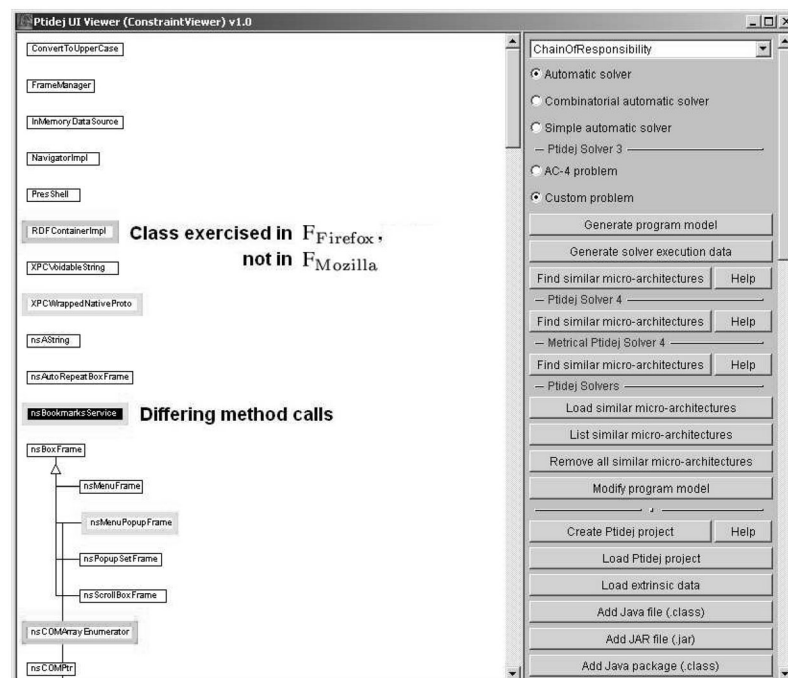 Ptidej UI Viewer (ConstraintViewer) v1.0
ConvertToUpperCase
FrameManager
InMemoryDataSource
NavigatorImpl
PresShell
RDFContainerImpl
Class exercised in F_Firefox,
not in F_Mozilla
XPCVoidableString
XPCWrappedNativeProto
nsAString
nsAutoRepeatBoxFrame
nsBookmarksService
Differing method calls
nsBoxFrame
nsMenuFrame
nsMenuPopupFrame
nsPopupSetFrame
nsScrollBoxFrame
nsCOMArrayEnumerator
nsCOMPtr
ChainOfResponsibility
Automatic solver
Combinatorial automatic solver
Simple automatic solver
Ptidej Solver 3
AC-4 problem
Custom problem
Generate program model
Generate solver execution data
Find similar micro-architectures Help
Ptidej Solver 4
Find similar micro-architectures Help
Metrical Ptidej Solver 4
Find similar micro-architectures Help
Ptidej Solvers
Load similar micro-architectures
List similar micro-architectures
Remove all similar micro-architectures
Modify program model
Create Ptidej project Help
Load Ptidej project
Load extrinsic data
Add Java file (.class)
Add JAR file (.jar)
Add Java package (.class)